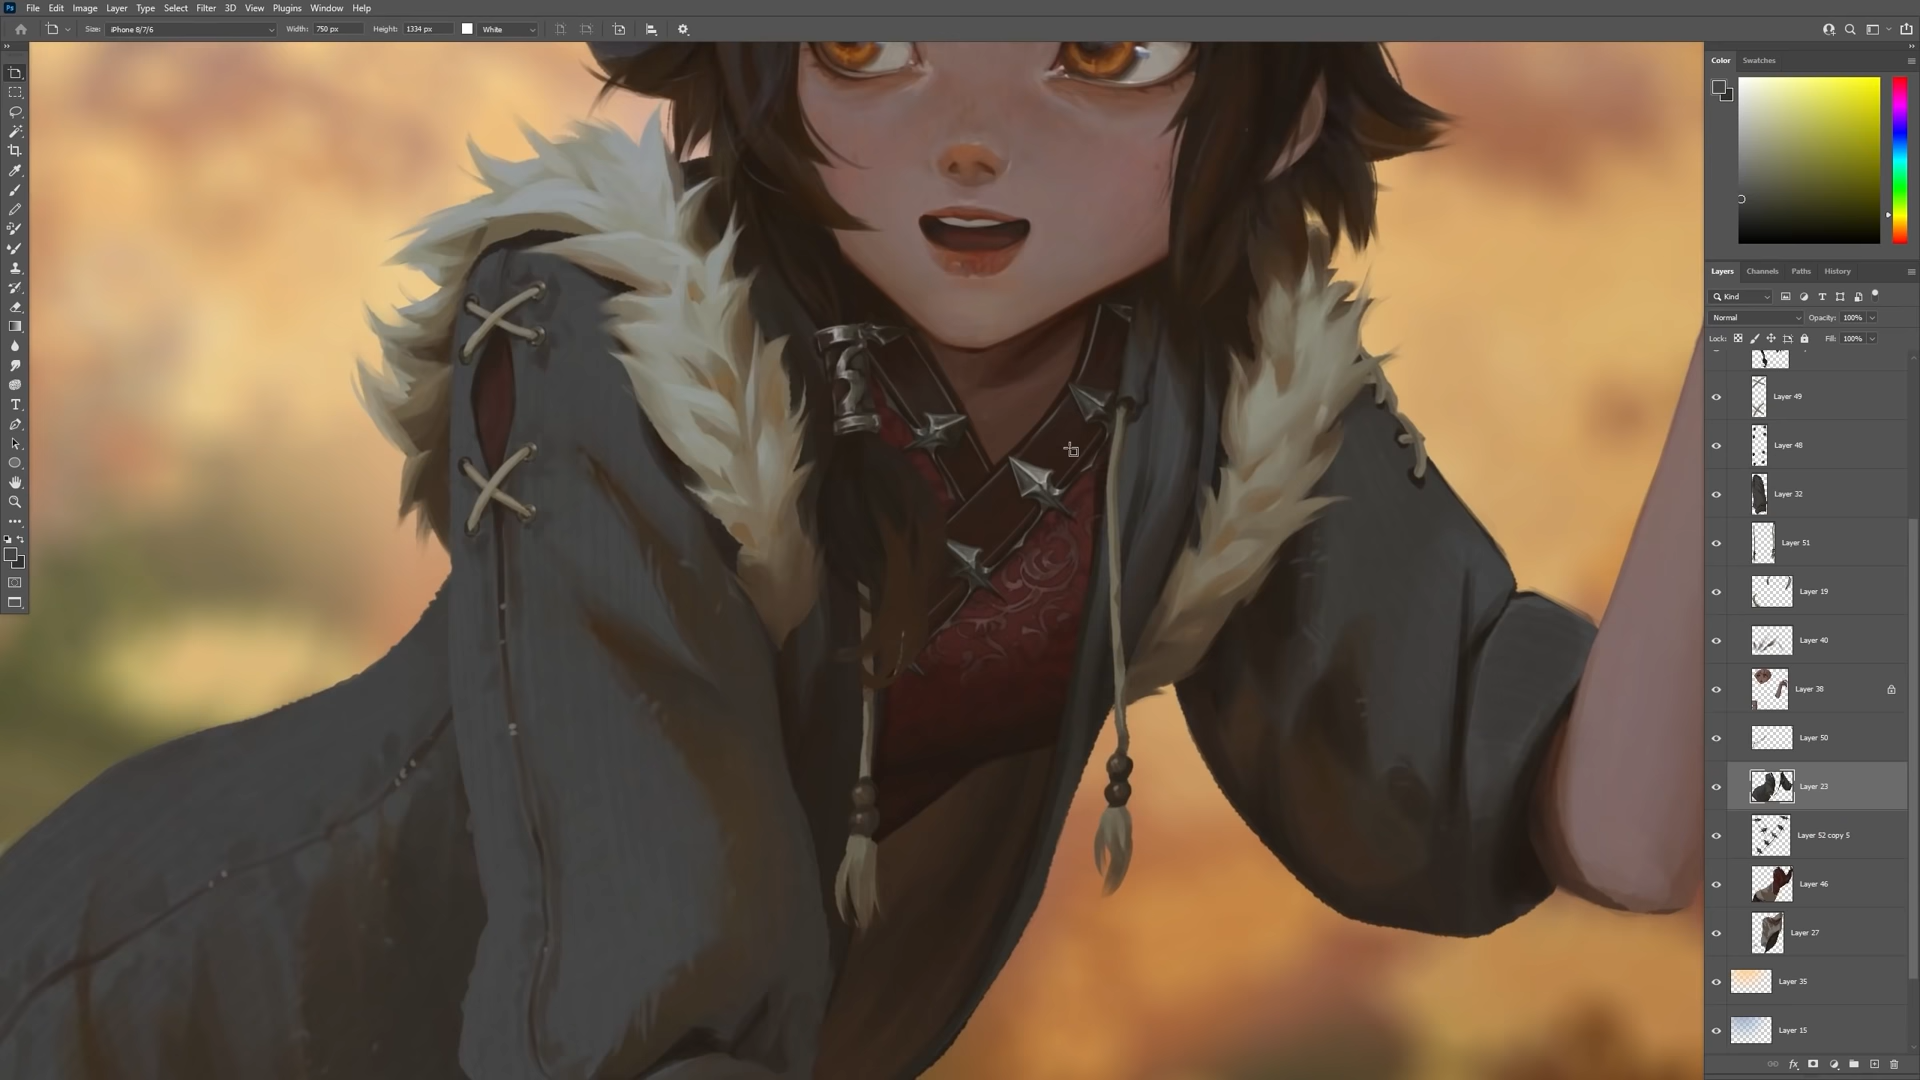 Ps File Edit Image Layer Type Select Filter 3D View Plugins Window Help
Size: iPhone 8/7/6 Width: 750 px Height: 1334 px White
Color Swatches
Layers Channels Paths History
Kind
Normal Opacity: 100%
Lock: Fill: 100%
Layer 49
Layer 48
Layer 32
Layer 51
Layer 19
Layer 40
Layer 38
Layer 50
Layer 23
Layer 52 copy 5
Layer 46
Layer 27
Layer 35
Layer 15
fx